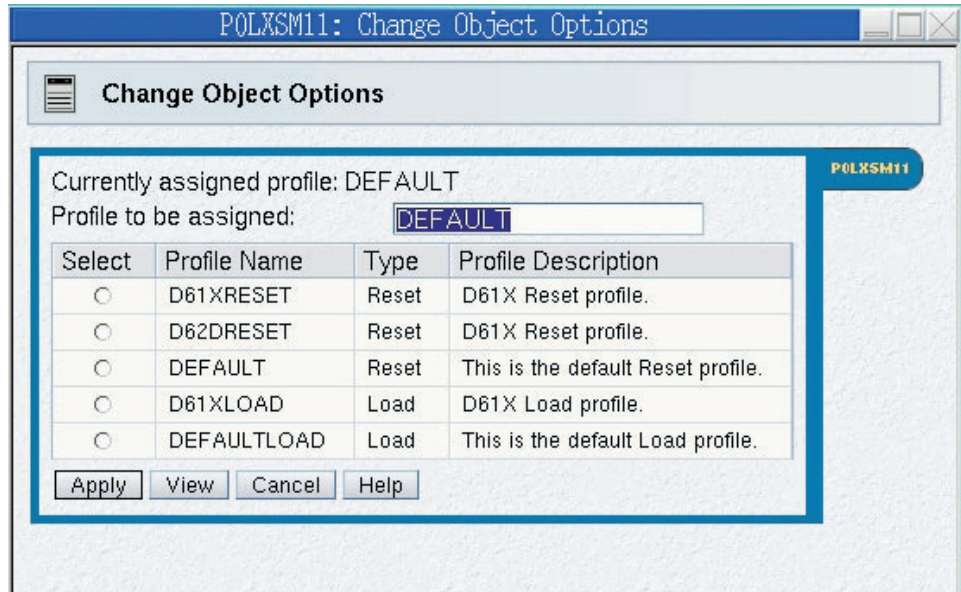 P0LXSM11: Change Object Options
Change Object Options
P0LXSM11
Currently assigned profile: DEFAULT
Profile to be assigned: DEFAULT
Select Profile Name Type Profile Description
D61XRESET Reset D61X Reset profile.
D62DRESET Reset D61X Reset profile.
DEFAULT Reset This is the default Reset profile.
D61XLOAD Load D61X Load profile.
DEFAULTLOAD Load This is the default Load profile.
Apply View Cancel Help